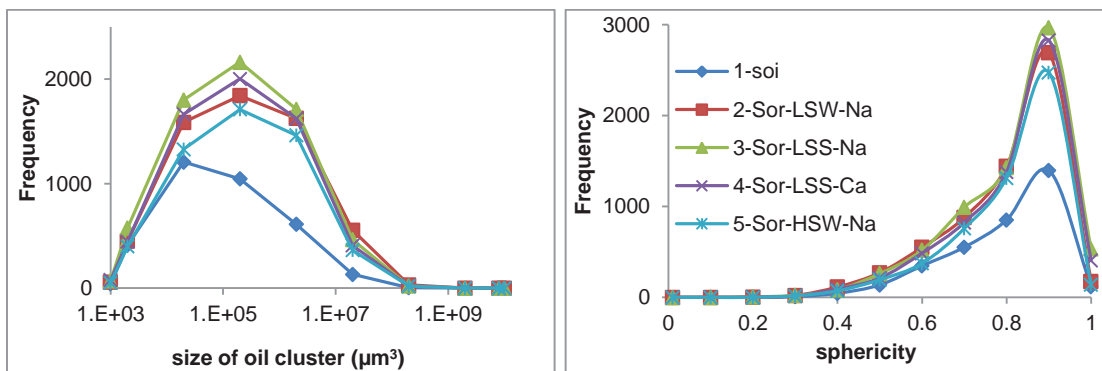 2000
1000
0
Frequency
1.E+03 1.E+05 1.E+07 1.E+09
size of oil cluster (µm³)
3000
2000
1000
0
Frequency
1-soi
2-Sor-LSW-Na
3-Sor-LSS-Na
4-Sor-LSS-Ca
5-Sor-HSW-Na
0 0.2 0.4 0.6 0.8 1
sphericity